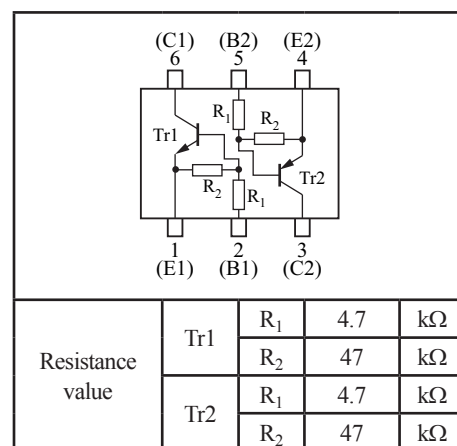 (C1) (B2) (E2)
6 5 4
R1
R2
Tr1
Tr2
R2
R1
1 2 3
(E1) (B1) (C2)
Resistance value Tr1 R1 4.7 kΩ
R2 47 kΩ
Tr2 R1 4.7 kΩ
R2 47 kΩ